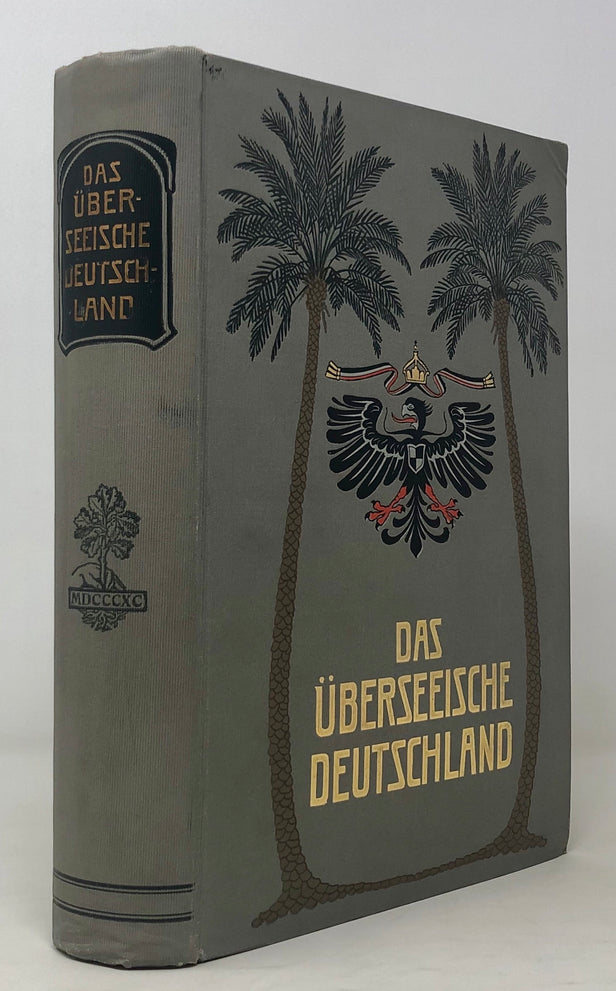 DAS
ÜBER-
SEEISCHE
DEUTSCH-
LAND
MDCCCXC
DAS
ÜBERSEEISCHE
DEUTSCHLAND